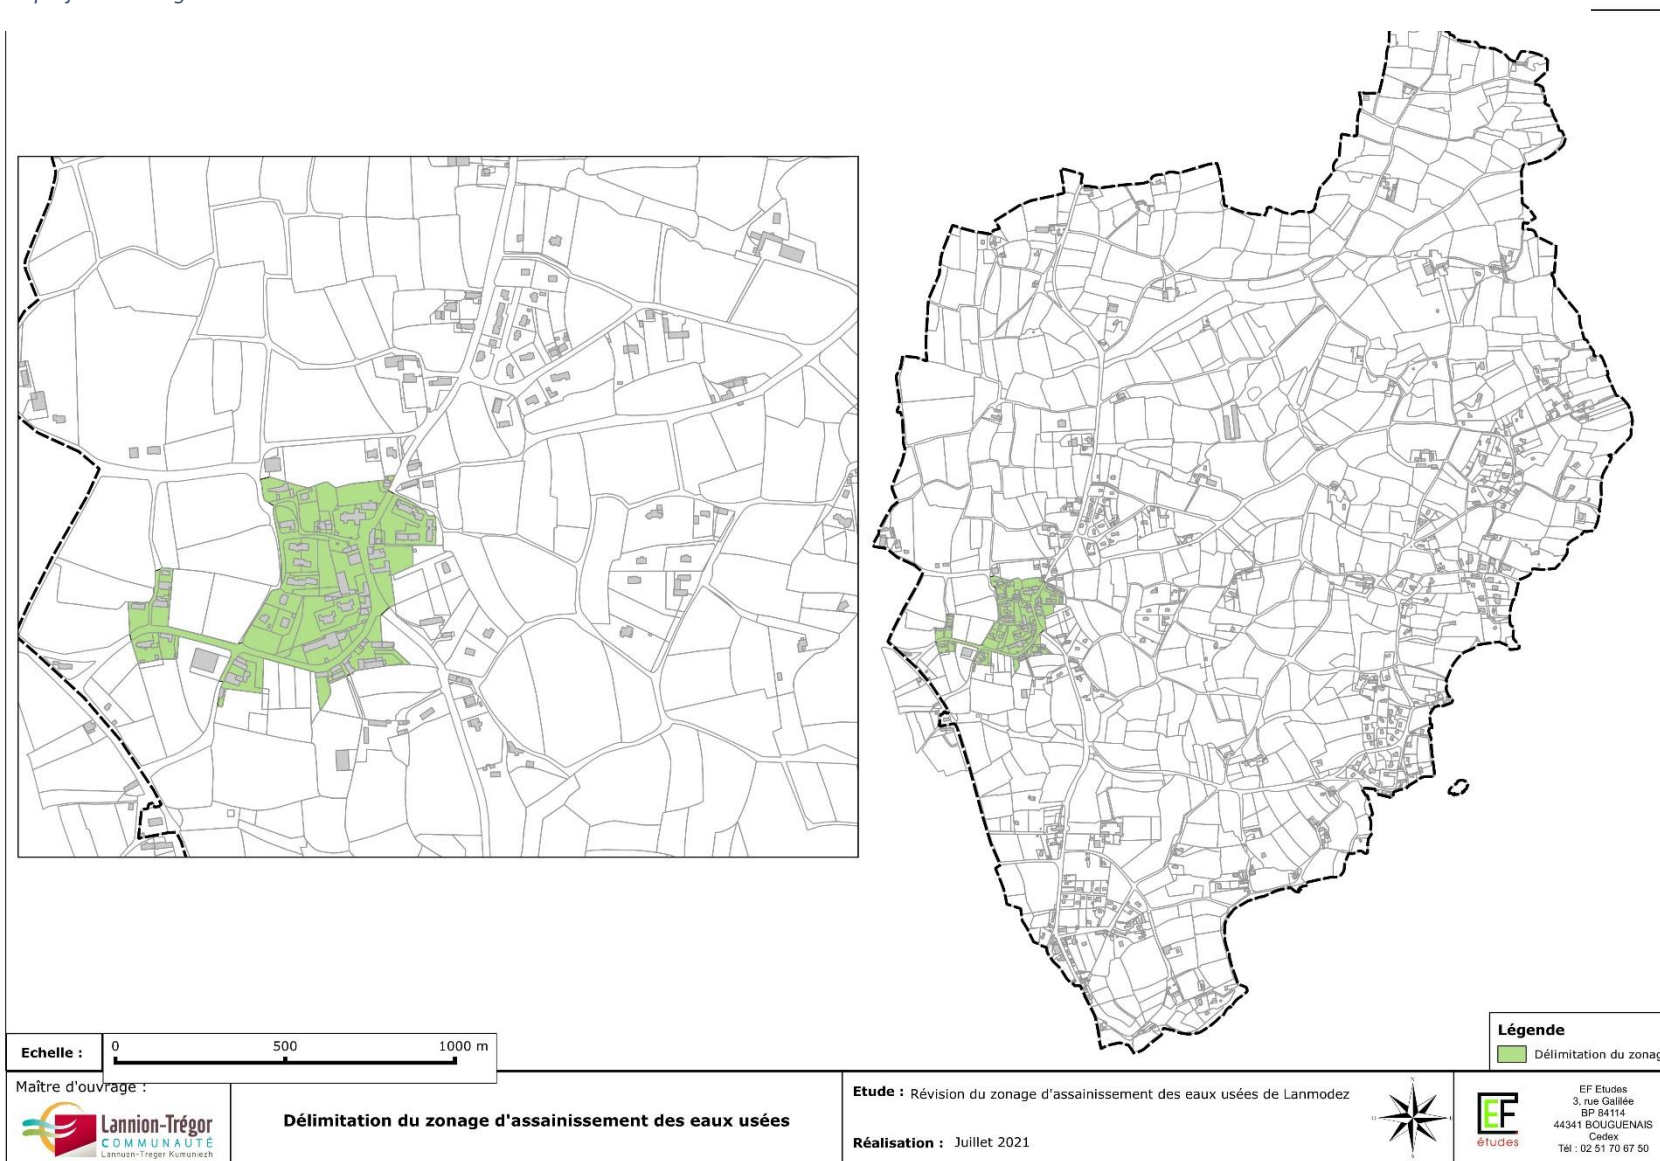 Echelle :
0 500 1000 m
Légende
Délimitation du zonag
Maître d'ouvrage :
Lannion-Trégor
COMMUNAUTÉ
Lannuon-Treger Kumuniezh
Délimitation du zonage d'assainissement des eaux usées
Etude : Révision du zonage d'assainissement des eaux usées de Lanmodez
Réalisation : Juillet 2021
EF
études
EF Etudes
3, rue Galilée
BP 84114
44341 BOUGUENAIS
Cedex
Tél : 02 51 70 67 50